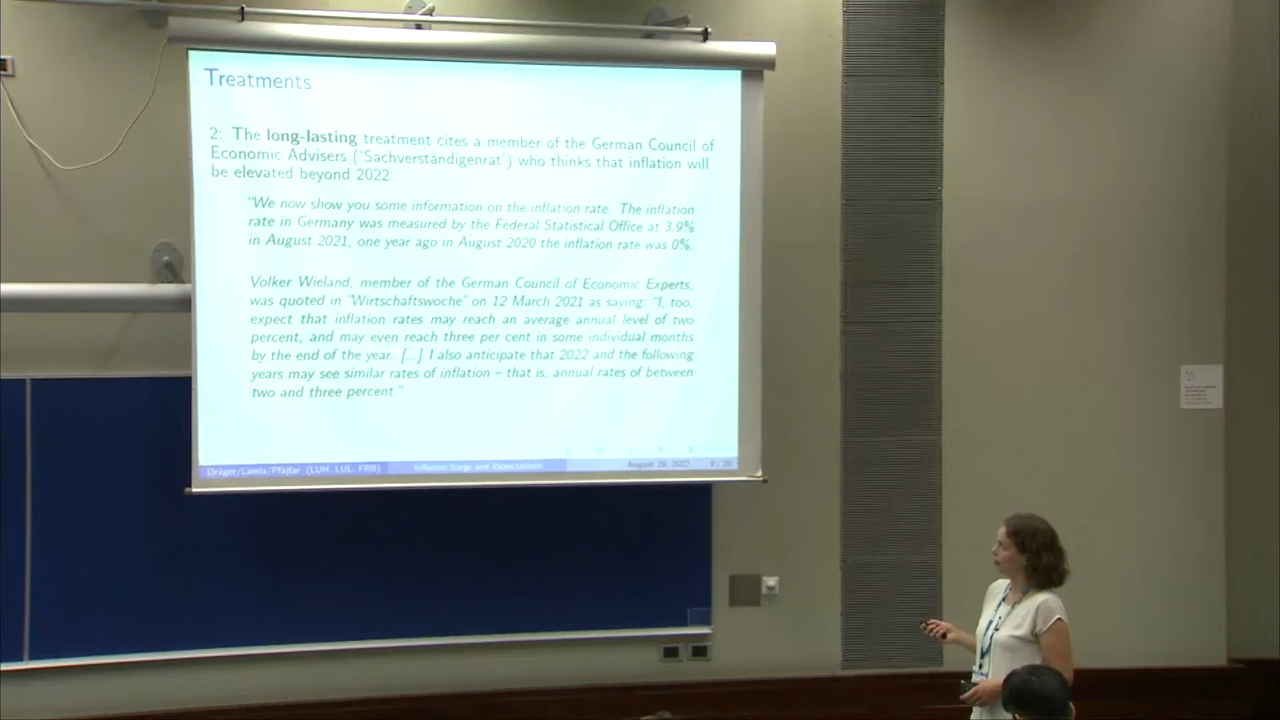 Treatments
2: The long-lasting treatment cites a member of the German Council of
Economic Advisers ('Sachverständigenrat') who thinks that inflation will
be elevated beyond 2022:
"We now show you some information on the inflation rate. The inflation
rate in Germany was measured by the Federal Statistical Office at 3.9%
in August 2021, one year ago in August 2020 the inflation rate was 0%.
Volker Wieland, member of the German Council of Economic Experts,
was quoted in "Wirtschaftswoche" on 12 March 2021 as saying: "I, too,
expect that inflation rates may reach an average annual level of two
percent, and may even reach three per cent in some individual months
by the end of the year. [...] I also anticipate that 2022 and the following
years may see similar rates of inflation – that is, annual rates of between
two and three percent."
Dräger/Lamla/Pfajfar (LUH, LUL, FRB) Inflation Surge and Expectations August 29, 2022